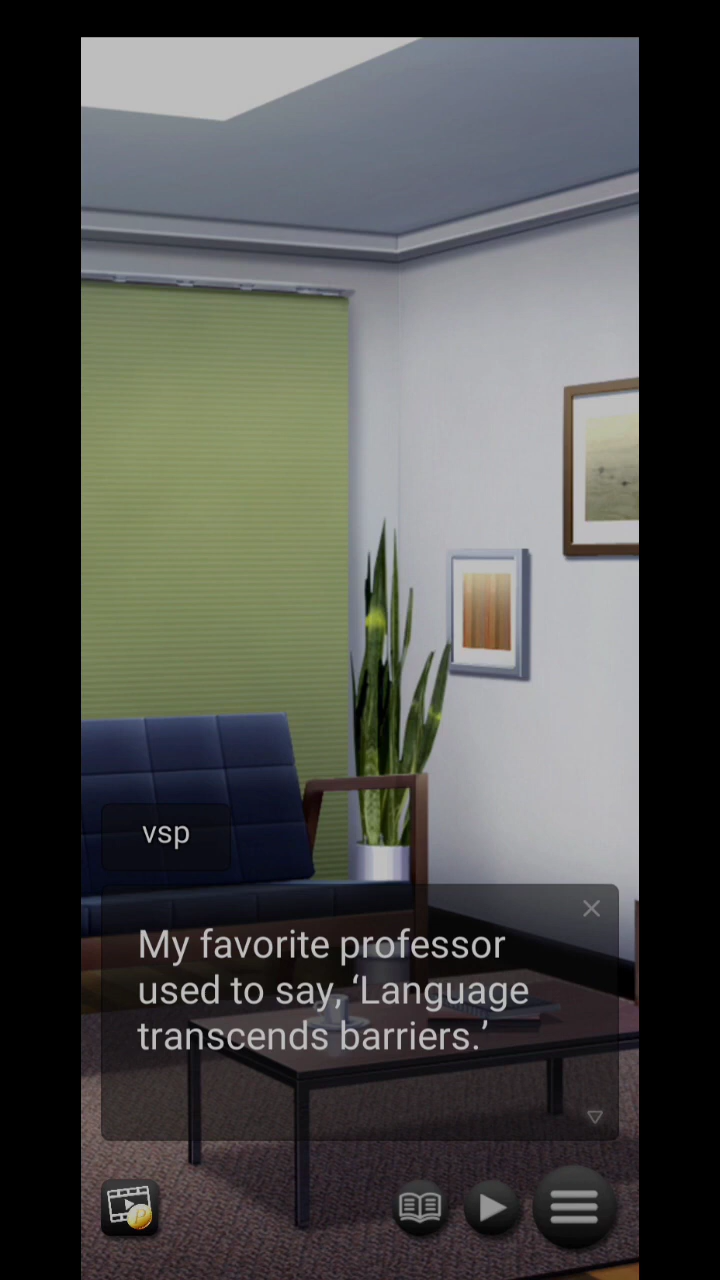 vsp
My favorite professor
used to say, ‘Language
transcends barriers.’